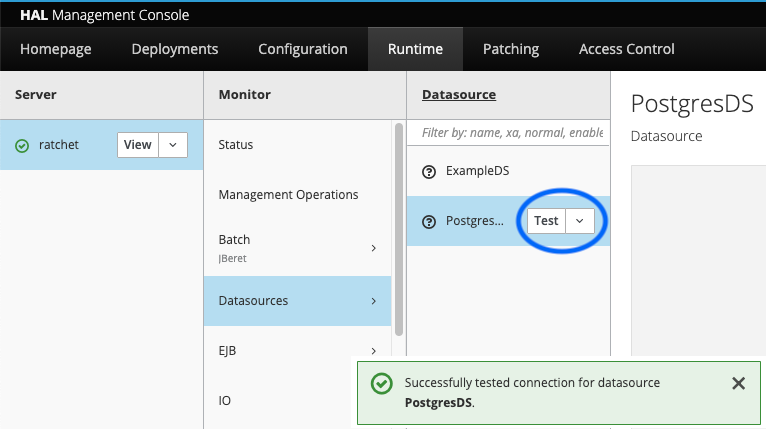 HAL Management Console
Homepage Deployments Configuration Runtime Patching Access Control
Server
ratchet View
Monitor
Status
Management Operations
Batch
JBeret
Datasources
EJB
IO
Datasource
Filter by: name, xa, normal, enable
ExampleDS
Postgres... Test
PostgresDS
Datasource
Successfully tested connection for datasource
PostgresDS.